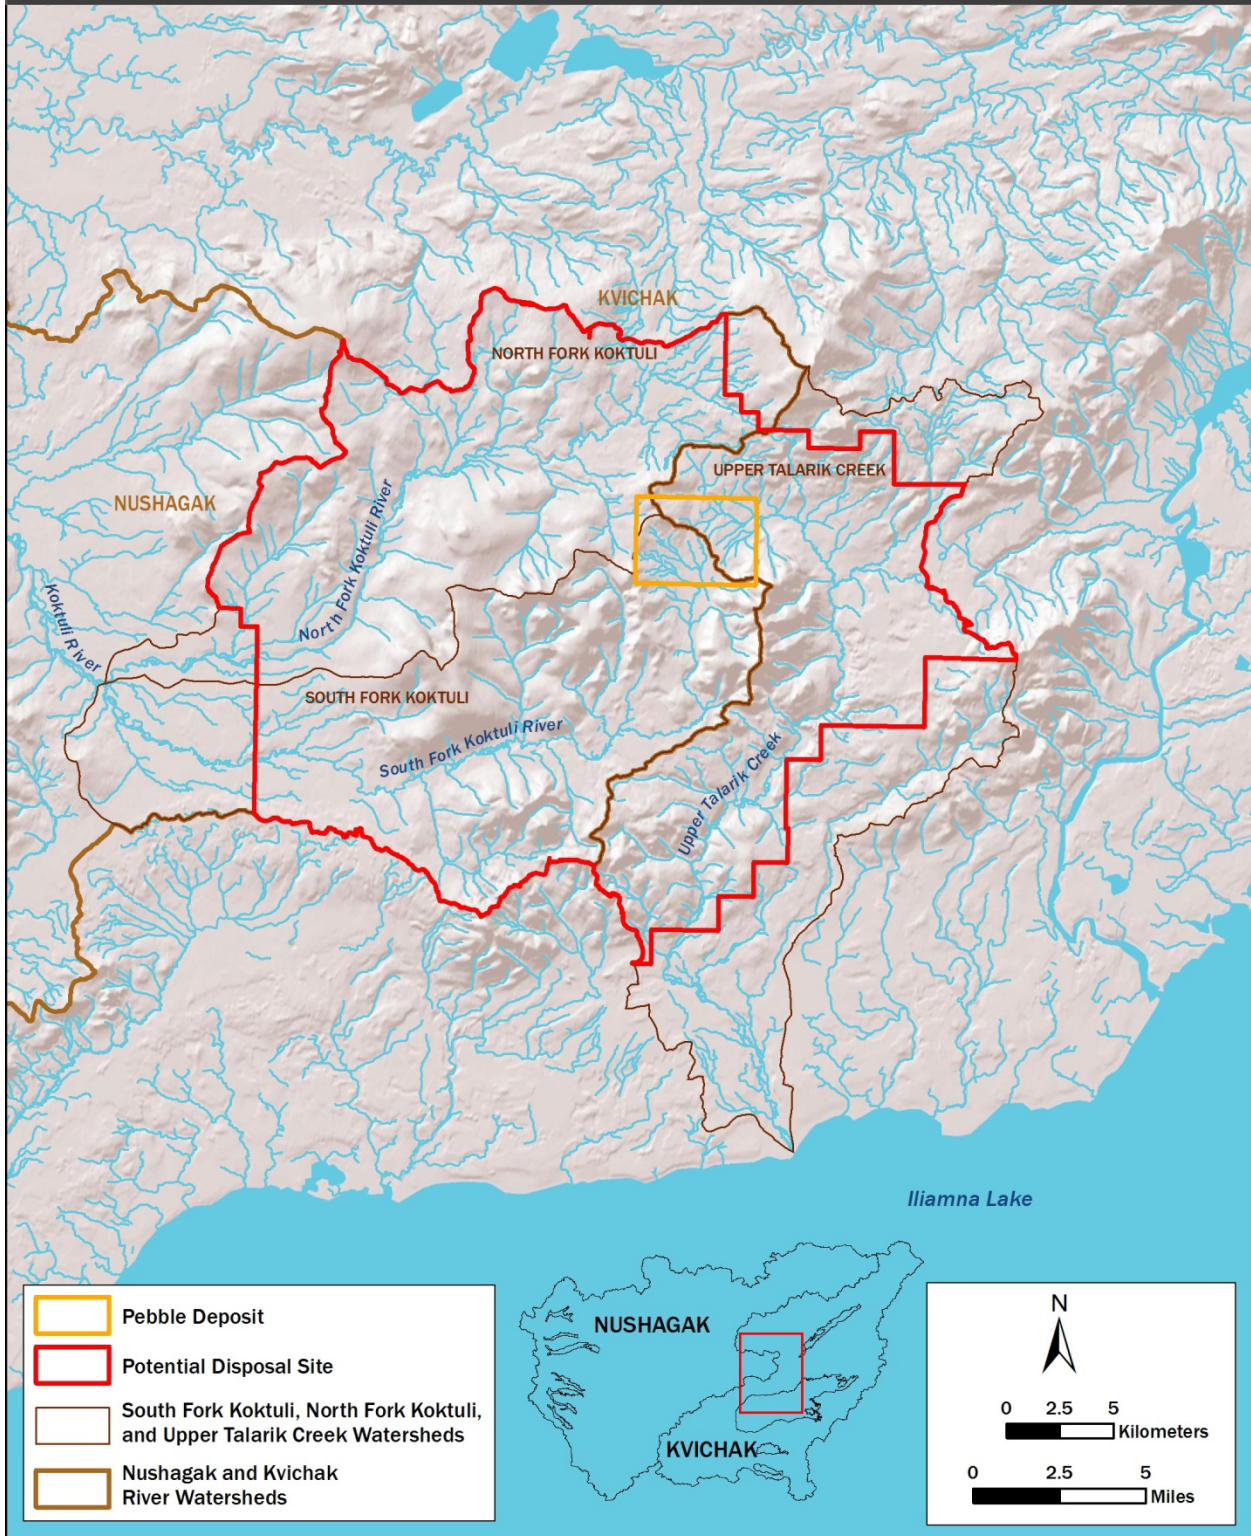 KVICHAK
NORTH FORK KOKTULI
UPPER TALARIK CREEK
NUSHAGAK
North Fork Koktuli River
Koktuli River
SOUTH FORK KOKTULI
South Fork Koktuli River
Upper Talarik Creek
Iliamna Lake
Pebble Deposit
Potential Disposal Site
South Fork Koktuli, North Fork Koktuli,
and Upper Talarik Creek Watersheds
Nushagak and Kvichak
River Watersheds
NUSHAGAK
KVICHAK
N
0 2.5 5
Kilometers
0 2.5 5
Miles